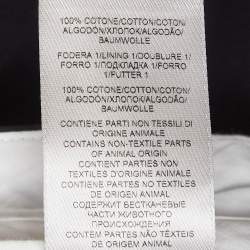 100% COTONE/COTTON/COTON/
ALGODÓN/ХЛОПОК/ALGODÃO/
BAUMWOLLE
FODERA 1/LINING 1/DOUBLURE 1/
FORRO 1/ПОДКЛАДКА 1/FORRO
1/FUTTER 1
100% COTONE/COTTON/COTON/
ALGODÓN/ХЛОПОК/ALGODÃO/
BAUMWOLLE
CONTIENE PARTI NON TESSILI DI
ORIGINE ANIMALE
CONTAINS NON-TEXTILE PARTS
OF ANIMAL ORIGIN
CONTIENT PARTIES NON
TEXTILES D'ORIGINE ANIMALE
CONTIENE PARTES NO TEXTILES
DE ORIGEN ANIMAL
СОДЕРЖИТ НЕТКАНЕВЫЕ
ЧАСТИ ЖИВОТНОГО
ПРОИСХОЖДЕНИЯ
CONTEM PARTES NÃO TÊXTEIS
DE ORIGEM ANIMAL